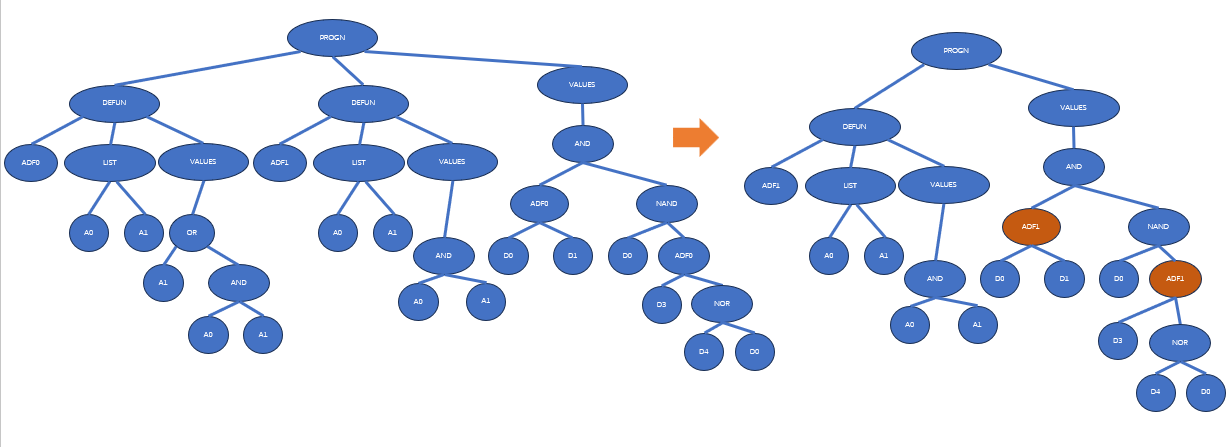 PROGN
DEFUN
DEFUN
VALUES
ADF0
LIST
VALUES
ADF1
LIST
VALUES
AND
A0
A1
OR
A0
A1
ADF0
NAND
A1
AND
AND
D0
D1
D0
ADF0
A0
A1
A0
A1
D3
NOR
D4
D0
PROGN
DEFUN
VALUES
ADF1
LIST
VALUES
AND
A0
A1
ADF1
NAND
AND
D0
D1
D0
ADF1
A0
A1
D3
NOR
D4
D0